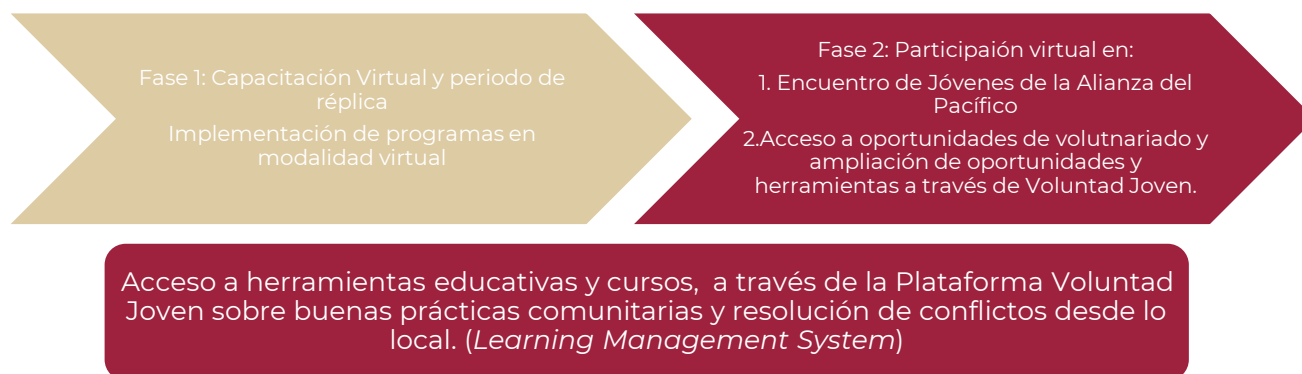 Fase 1: Capacitación Virtual y periodo de
réplica
Implementación de programas en
modalidad virtual
Fase 2: Participaión virtual en:
1. Encuentro de Jóvenes de la Alianza del
Pacífico
2.Acceso a oportunidades de volutnariado y
ampliación de oportunidades y
herramientas a través de Voluntad Joven.
Acceso a herramientas educativas y cursos, a través de la Plataforma Voluntad
Joven sobre buenas prácticas comunitarias y resolución de conflictos desde lo
local. (Learning Management System)